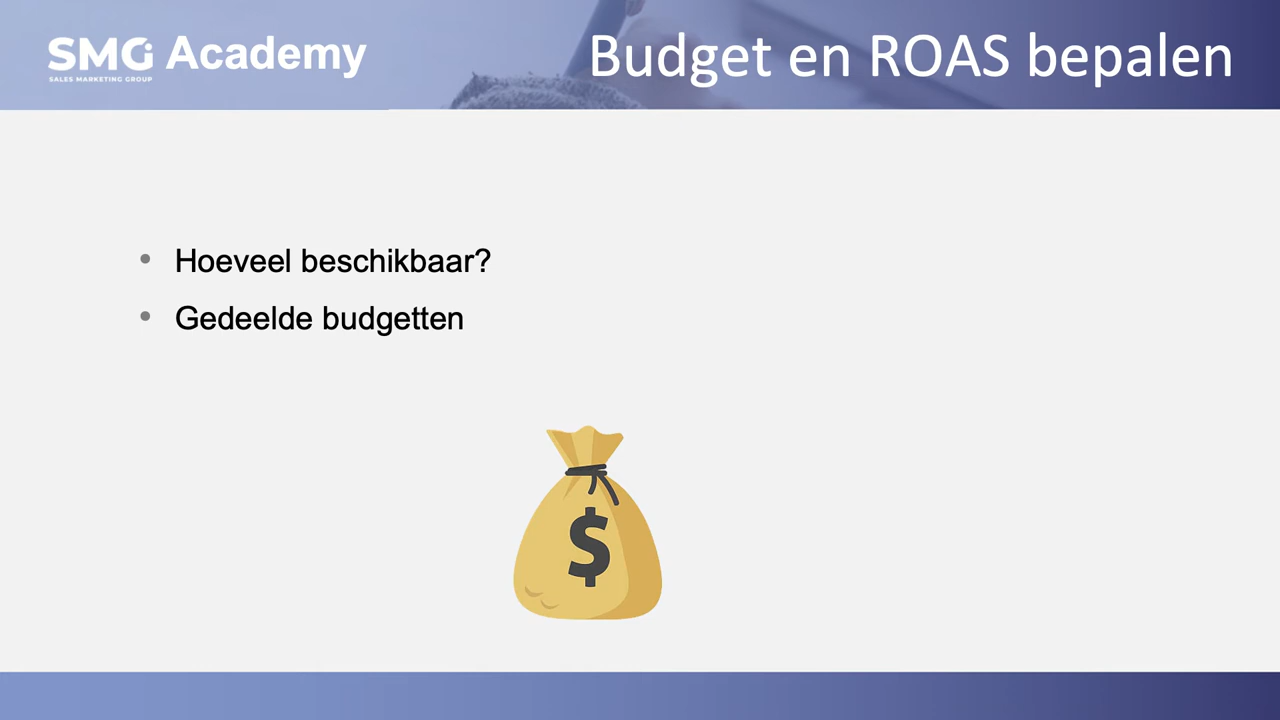 SMG Academy
SALES MARKETING GROUP
Budget en ROAS bepalen
• Hoeveel beschikbaar?
• Gedeelde budgetten
$